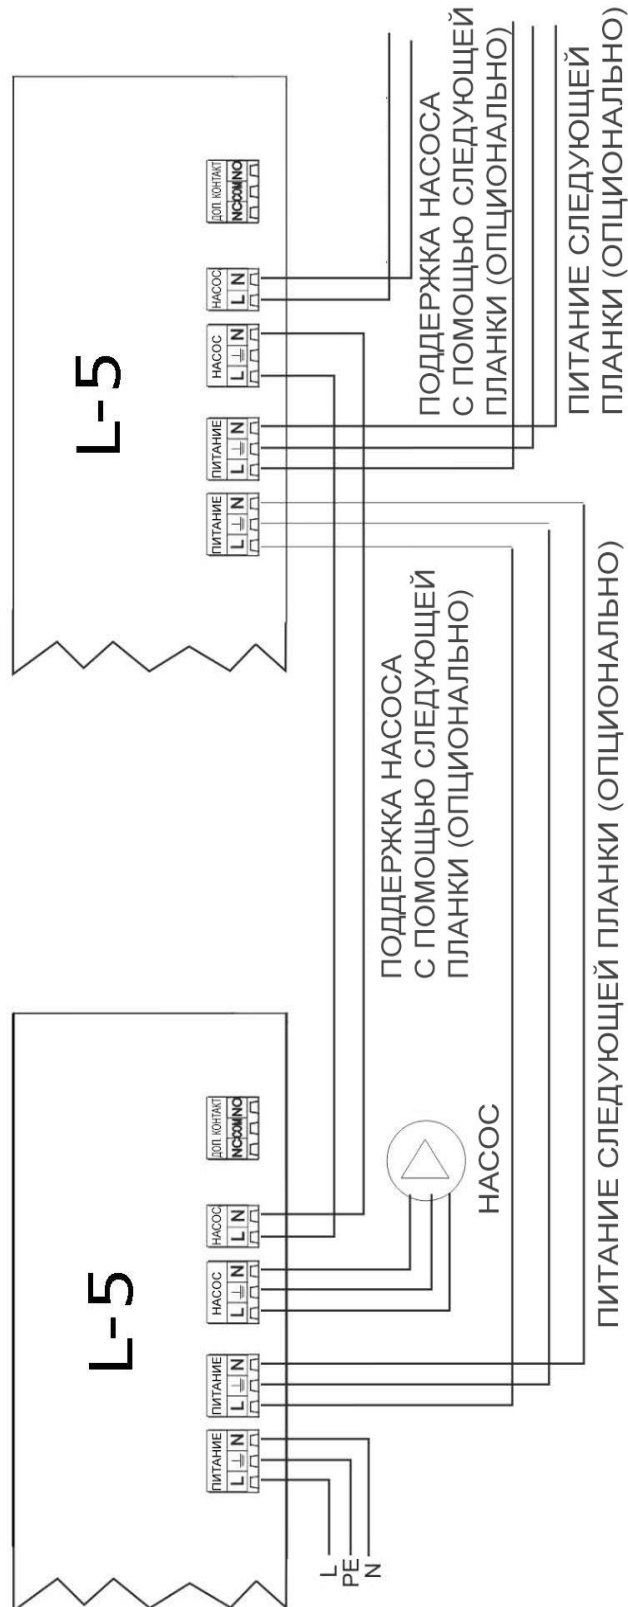 L-5
ПИТАНИЕ
L ⏚ N
ПИТАНИЕ
L ⏚ N
НАСОС
L ⏚ N
НАСОС
L N
ДОП. КОНТАКТ
NC COM NO
L-5
ПИТАНИЕ
L ⏚ N
ПИТАНИЕ
L ⏚ N
НАСОС
L ⏚ N
НАСОС
L N
ДОП. КОНТАКТ
NC COM NO
L
PE
N
НАСОС
ПОДДЕРЖКА НАСОСА
С ПОМОЩЬЮ СЛЕДУЮЩЕЙ
ПЛАНКИ (ОПЦИОНАЛЬНО)
ПОДДЕРЖКА НАСОСА
С ПОМОЩЬЮ СЛЕДУЮЩЕЙ
ПЛАНКИ (ОПЦИОНАЛЬНО)
ПИТАНИЕ СЛЕДУЮЩЕЙ ПЛАНКИ (ОПЦИОНАЛЬНО)
ПИТАНИЕ СЛЕДУЮЩЕЙ
ПЛАНКИ (ОПЦИОНАЛЬНО)